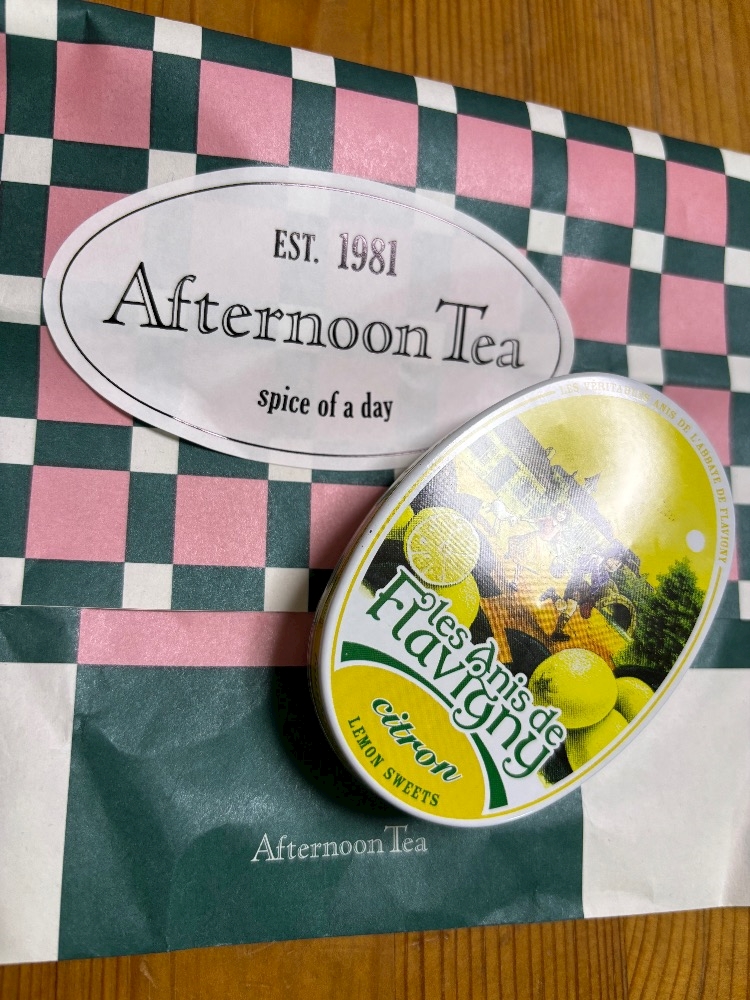 EST. 1981
Afternoon Tea
spice of a day
LES VÉRITABLES ANIS DE L'ABBAYE DE FLAVIGNY
les Anis de
Flavigny
citron
LEMON SWEETS
Afternoon Tea